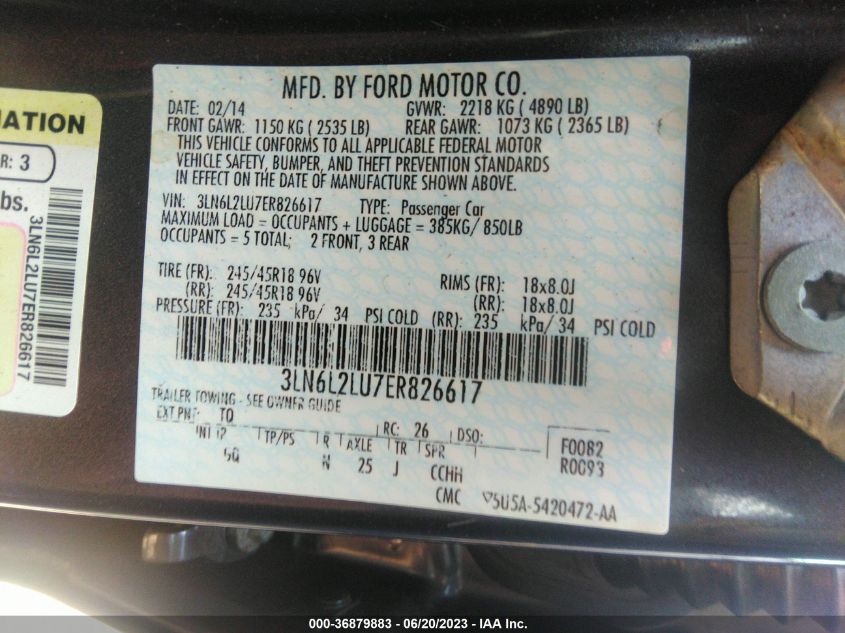 MFD. BY FORD MOTOR CO.
DATE: 02/14 GVWR: 2218 KG ( 4890 LB)
FRONT GAWR: 1150 KG ( 2535 LB) REAR GAWR: 1073 KG ( 2365 LB)
THIS VEHICLE CONFORMS TO ALL APPLICABLE FEDERAL MOTOR
VEHICLE SAFETY, BUMPER, AND THEFT PREVENTION STANDARDS
IN EFFECT ON THE DATE OF MANUFACTURE SHOWN ABOVE.
VIN: 3LN6L2LU7ER826617 TYPE: Passenger Car
MAXIMUM LOAD = OCCUPANTS + LUGGAGE = 385KG/ 850LB
OCCUPANTS = 5 TOTAL; 2 FRONT, 3 REAR
TIRE (FR): 245/45R18 96V RIMS (FR): 18x8.0J
(RR): 245/45R18 96V (RR): 18x8.0J
PRESSURE (FR): 235 kPa/ 34 PSI COLD (RR): 235 kPa/ 34 PSI COLD
3LN6L2LU7ER826617
TRAILER TOWING - SEE OWNER GUIDE
EXT PNT: TQ RC: 26 DSO: F0082
INT TP/PS R AXLE TR SPR R0093
N 25 J CCHH
CMC 5U5A-5420472-AA
MATION
R: 3
bs.
3LN6L2LU7ER826617
000-36879883 - 06/20/2023 - IAA Inc.